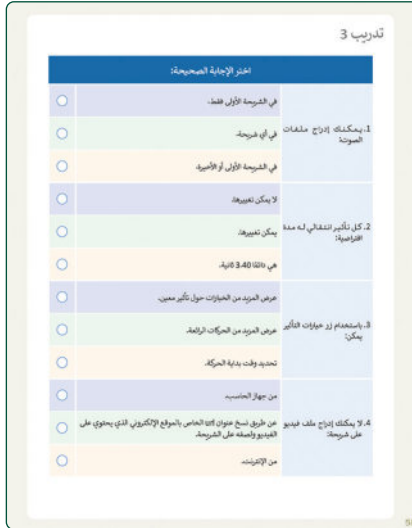 تدريب 3
اختر الإجابة الصحيحة:
1. يمكنك إدراج ملفات الصوت:
في الشريحة الأولى فقط.
في أي شريحة.
في الشريحة الأولى أو الأخيرة.
2. كل تأثير انتقالي له مدة افتراضية:
لا يمكن تغييرها.
يمكن تغييرها.
هي دائمًا 3.40 ثانية.
3. باستخدام زر خيارات التأثير يمكن:
عرض المزيد من الخيارات حول تأثير معين.
عرض المزيد من الحركات الرائعة.
تحديد وقت بداية الحركة.
4. لا يمكنك إدراج ملف فيديو على شريحة:
من جهاز الحاسب.
عن طريق نسخ عنوان url الخاص بالموقع الإلكتروني الذي يحتوي على
الفيديو ولصقه على الشريحة.
من الإنترنت.